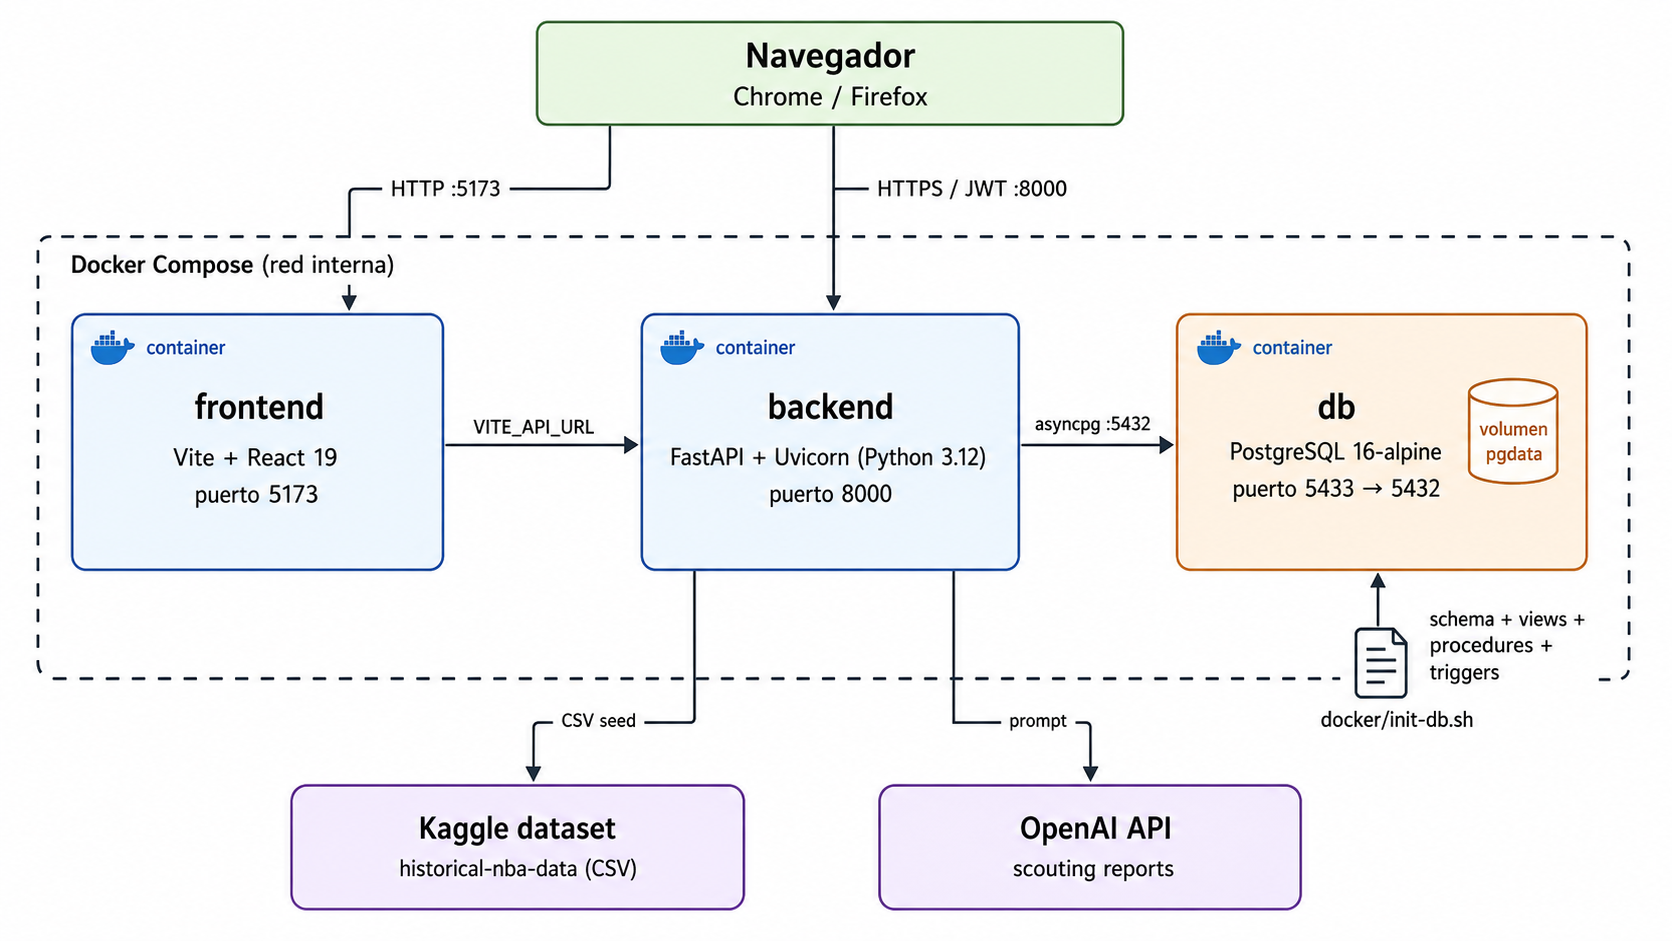 Navegador
Chrome / Firefox
HTTP :5173
HTTPS / JWT :8000
Docker Compose (red interna)
container
frontend
Vite + React 19
puerto 5173
VITE_API_URL
container
backend
FastAPI + Uvicorn (Python 3.12)
puerto 8000
asyncpg :5432
container
db
PostgreSQL 16-alpine
puerto 5433 → 5432
volumen
pgdata
schema + views +
procedures +
triggers
docker/init-db.sh
CSV seed
prompt
Kaggle dataset
historical-nba-data (CSV)
OpenAI API
scouting reports